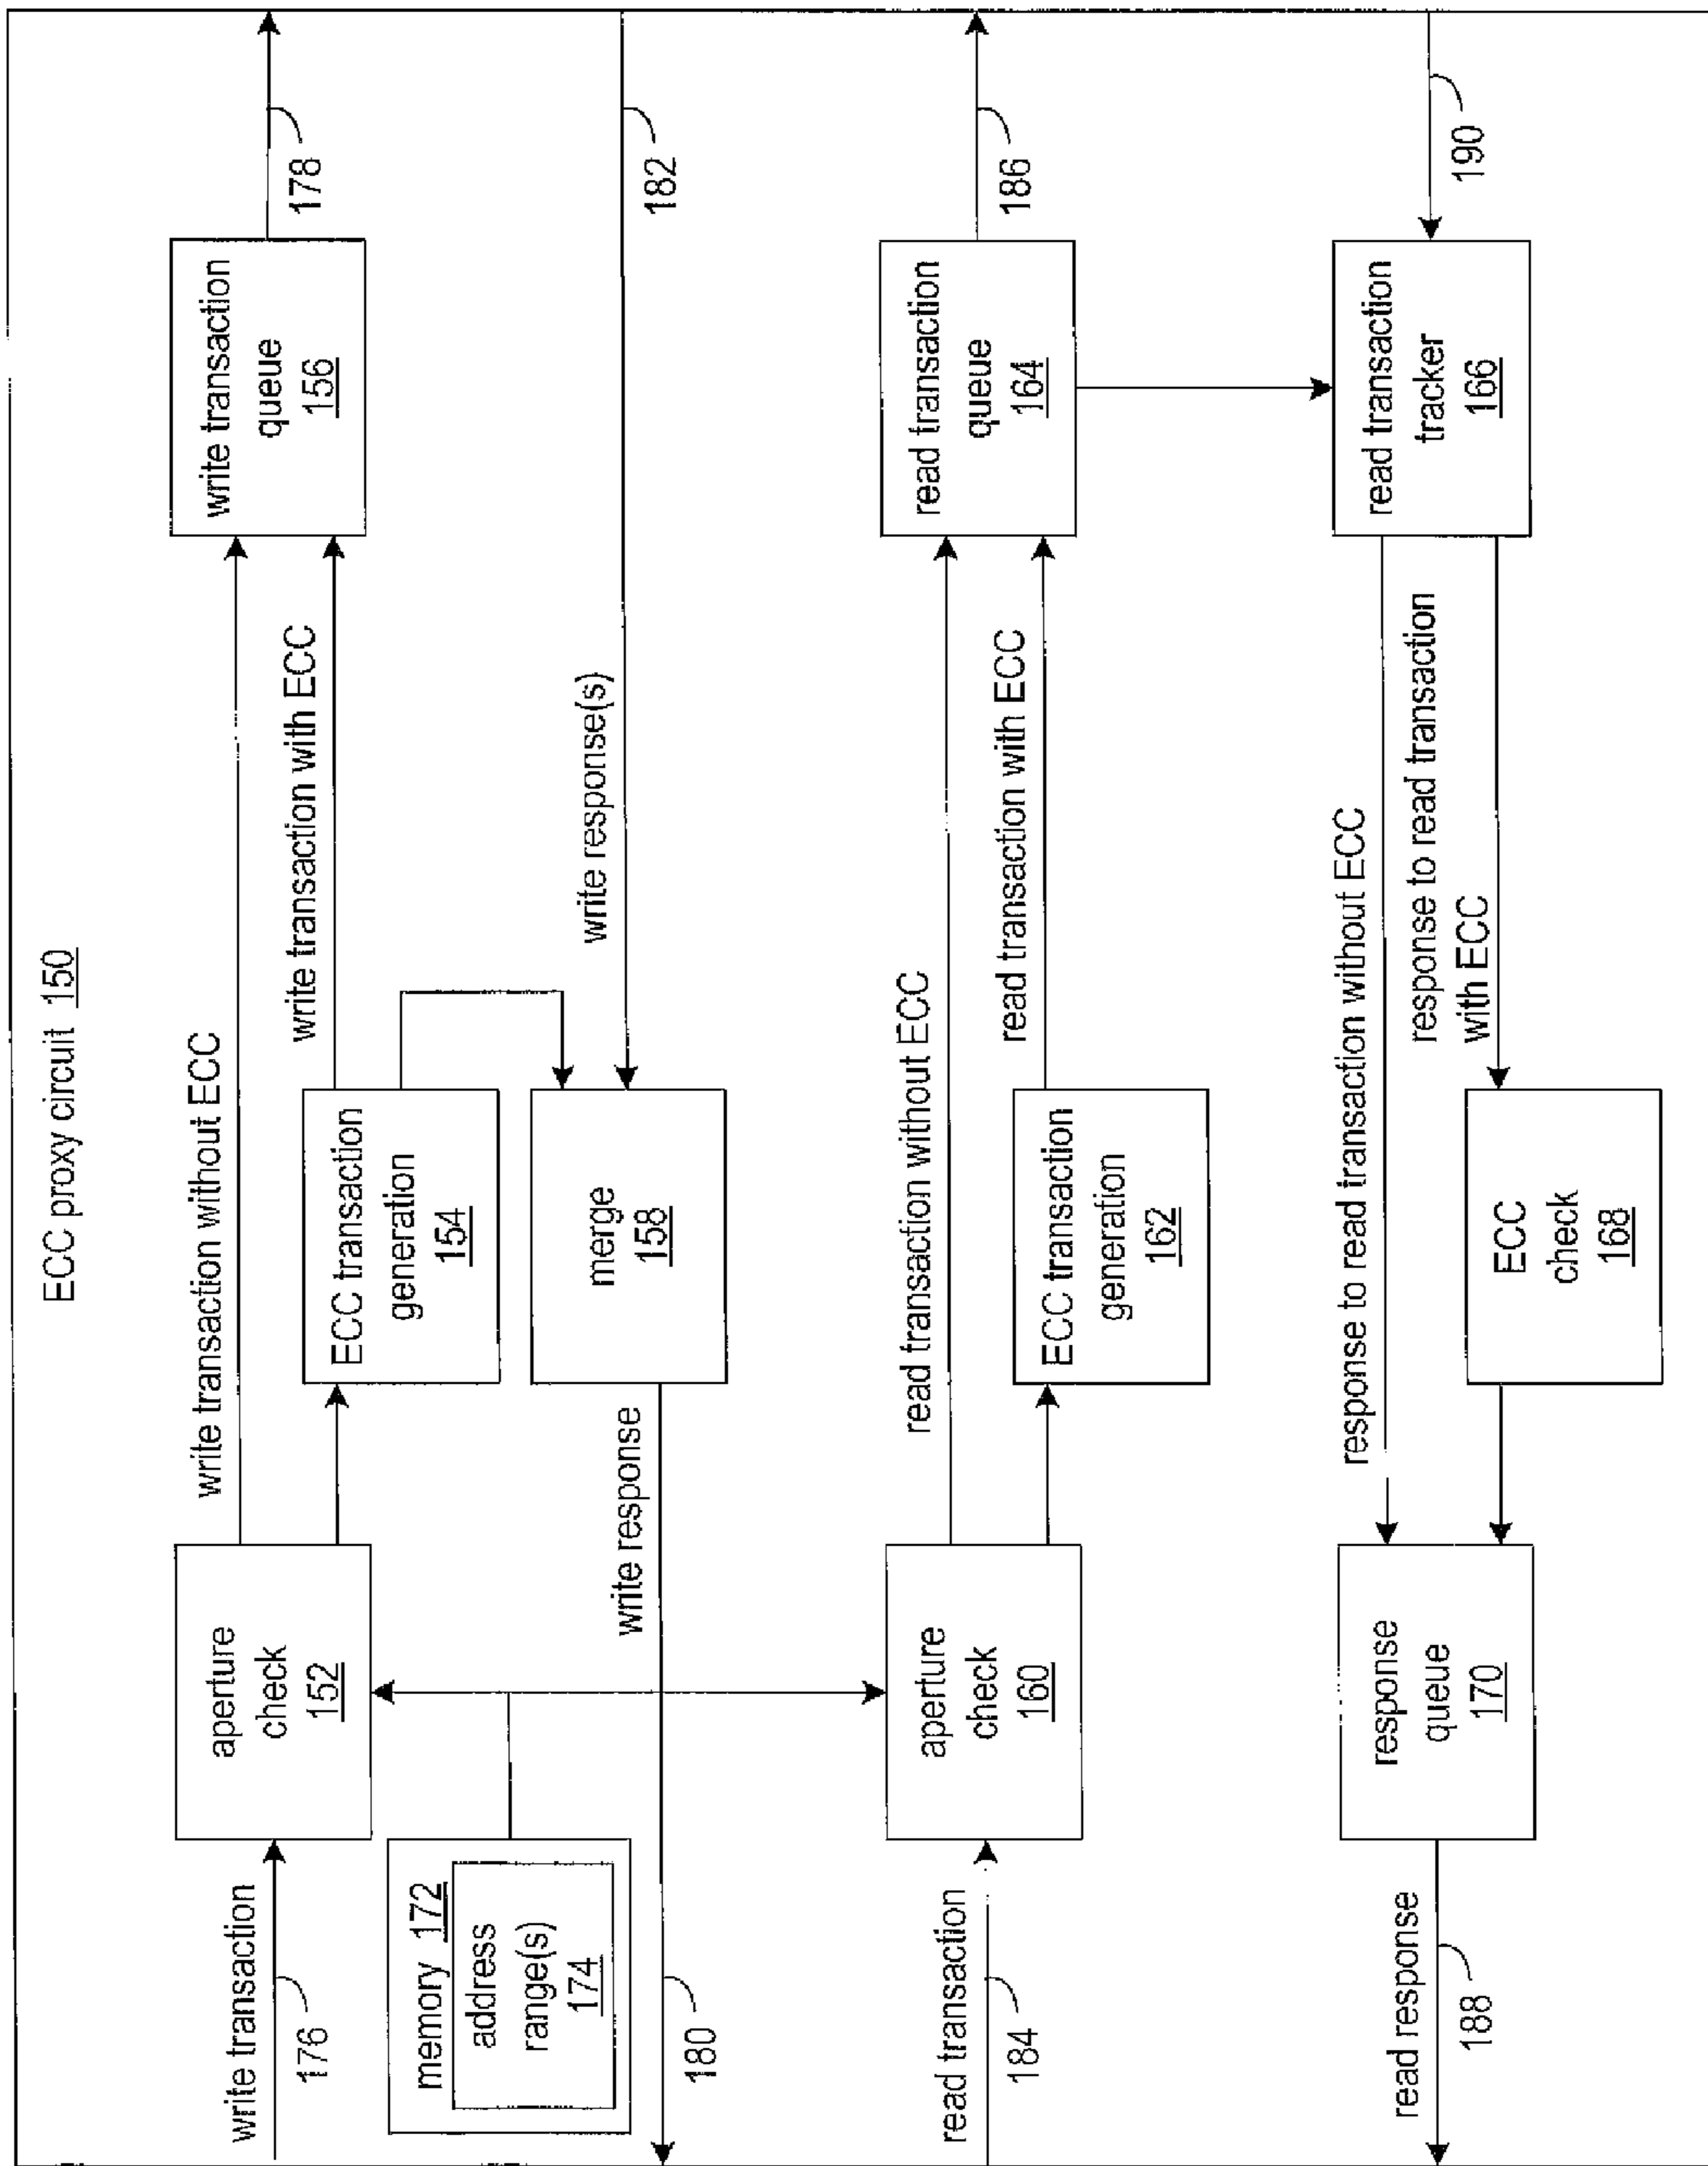 ECC proxy circuit 150
write transaction
176
aperture
check
152
write transaction without ECC
write transaction with ECC
write transaction
queue
156
178
ECC transaction
generation
154
memory 172
address
range(s)
174
merge
158
write response(s)
182
write response
180
read transaction
184
aperture
check
160
read transaction without ECC
read transaction with ECC
read transaction
queue
164
186
ECC transaction
generation
162
read response
188
response
queue
170
response to read transaction without ECC
response to read transaction
with ECC
ECC
check
168
read transaction
tracker
166
190